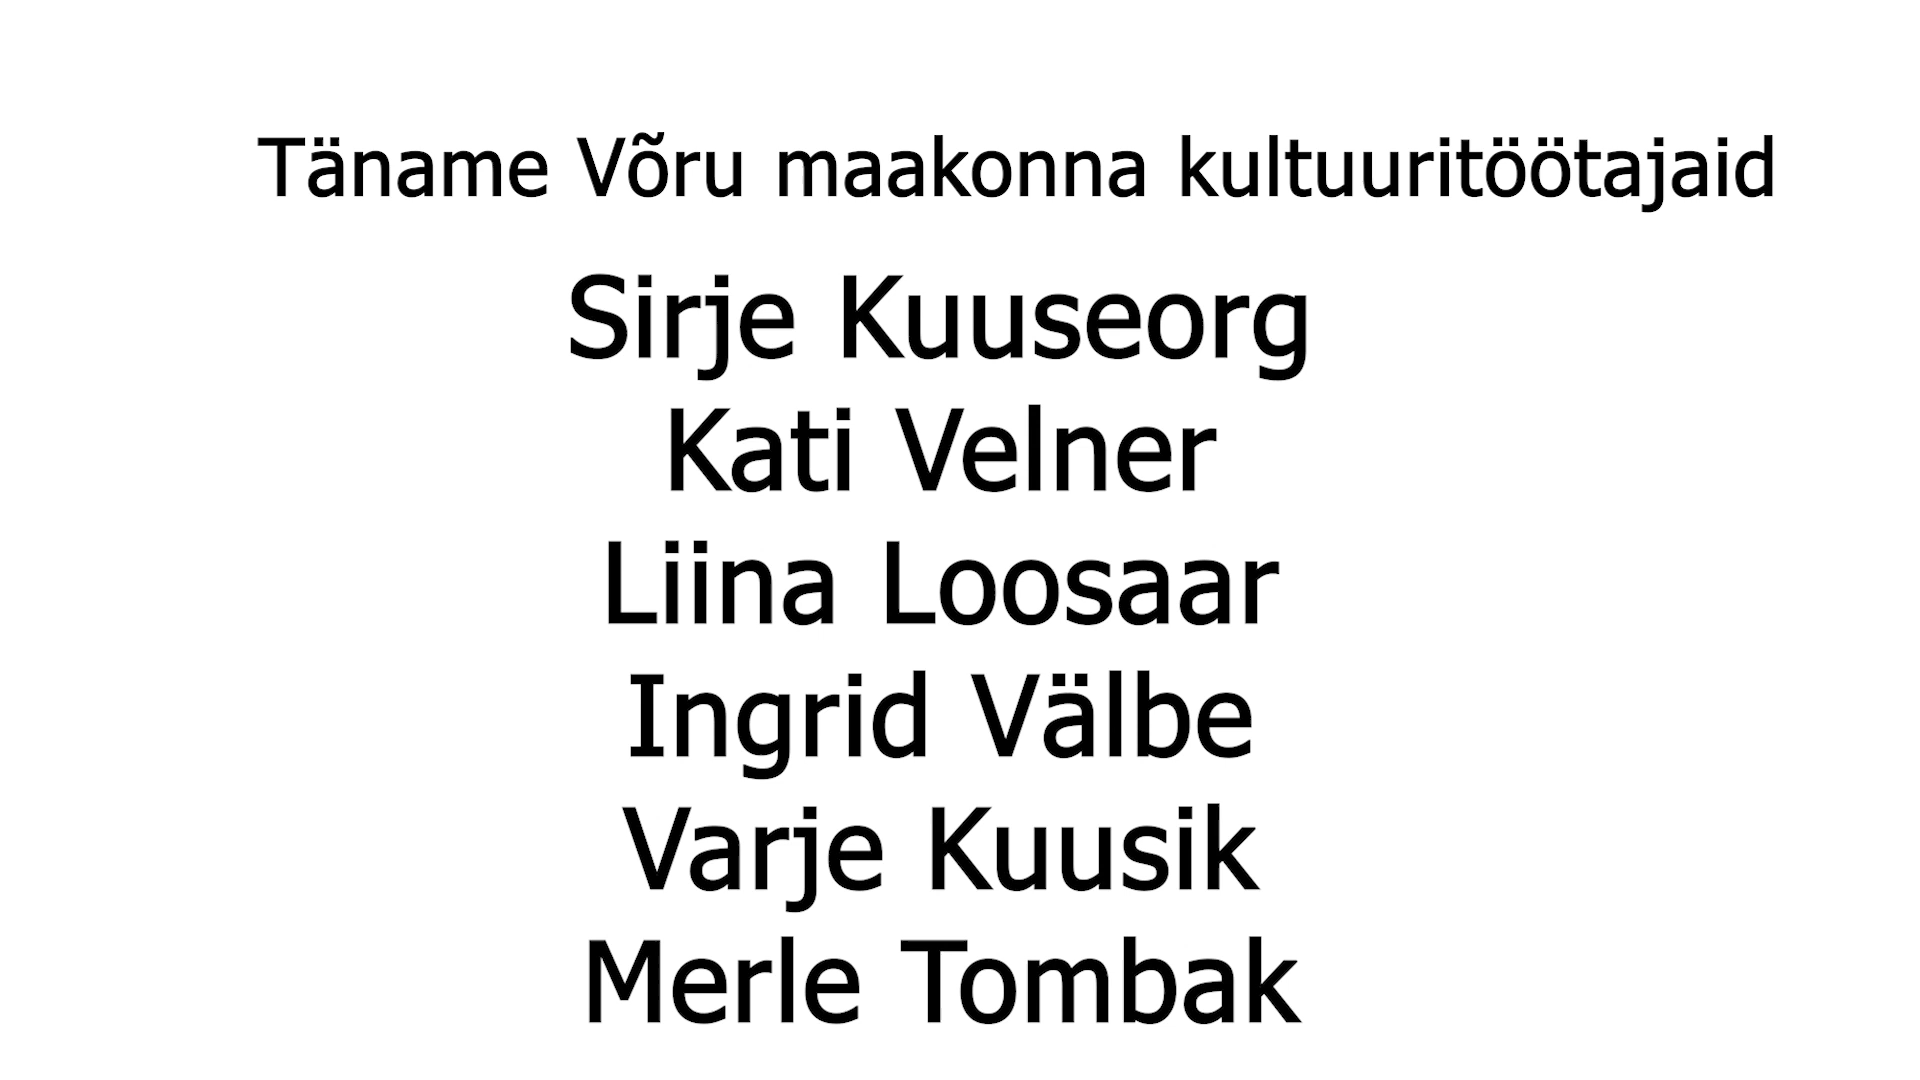 Täname Võru maakonna kultuuritöötajaid
Sirje Kuuseorg
Kati Velner
Liina Loosaar
Ingrid Välbe
Varje Kuusik
Merle Tombak